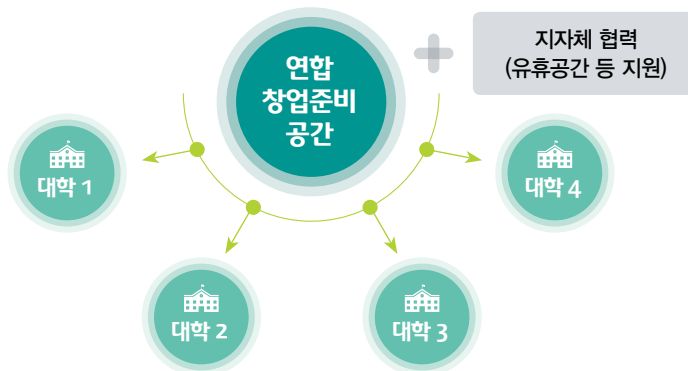 연합
창업준비
공간
지자체 협력
(유휴공간 등 지원)
대학 1
대학 4
대학 2
대학 3